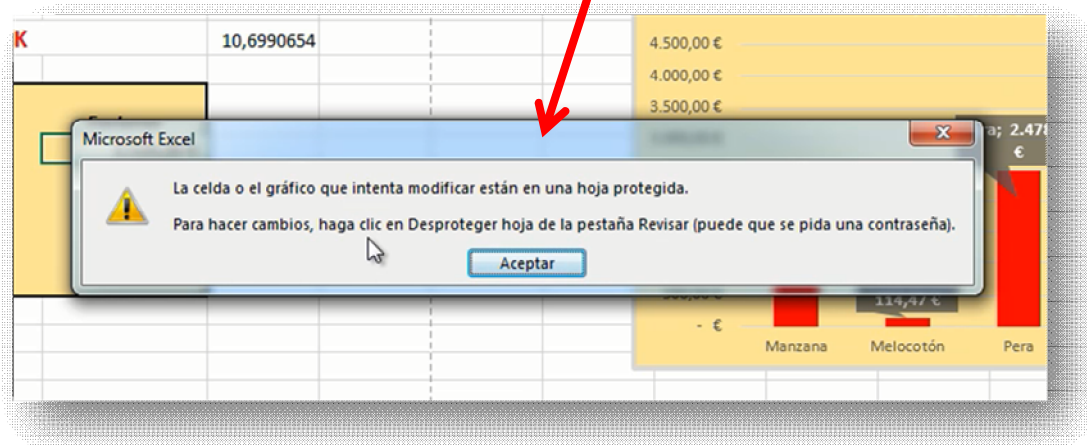 K
10,6990654
4.500,00 €
4.000,00 €
3.500,00 €
Microsoft Excel
2.478
€
La celda o el gráfico que intenta modificar están en una hoja protegida.
Para hacer cambios, haga clic en Desproteger hoja de la pestaña Revisar (puede que se pida una contraseña).
Aceptar
114,47 €
- €
Manzana Melocotón Pera